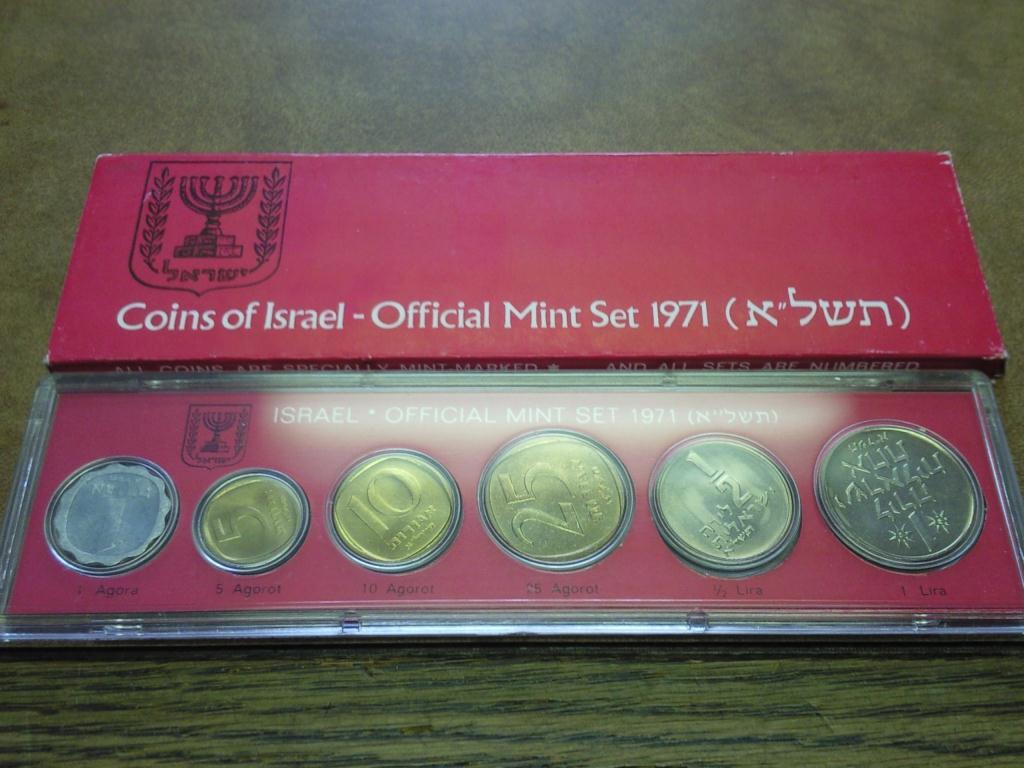 ישראל
Coins of Israel - Official Mint Set 1971 (תשל"א)
ALL COINS ARE SPECIALLY MINT-MARKED ✶ AND ALL SETS ARE NUMBERED
ISRAEL * OFFICIAL MINT SET 1971 (תשל"א)
5
10
אגורות
25
1/2
1 Agora
5 Agorot
10 Agorot
25 Agorot
½ Lira
1 Lira